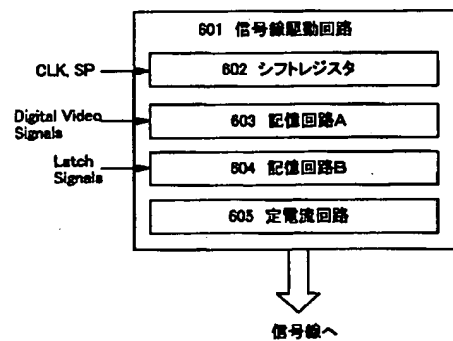 601 信号線駆動回路
CLK, SP
602 シフトレジスタ
Digital Video
Signals
603 記憶回路A
Latch
Signals
604 記憶回路B
605 定電流回路
信号線へ